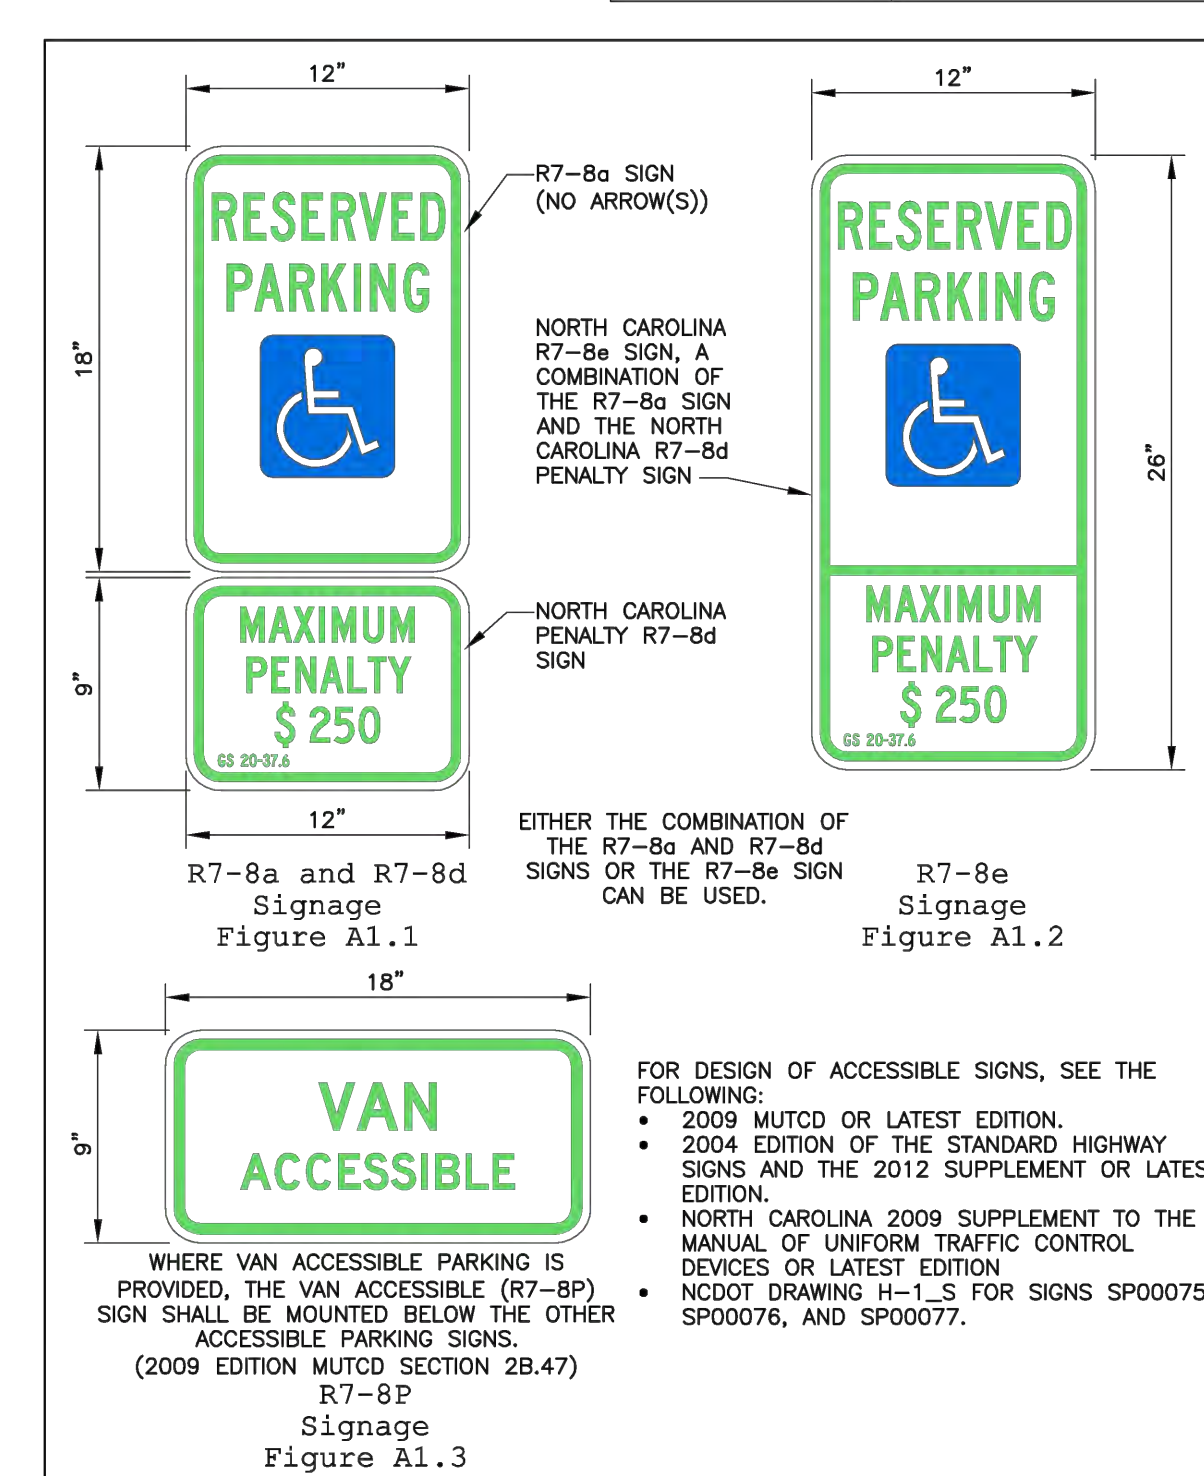 12"
18"
RESERVED
PARKING
R7-8a SIGN
(NO ARROW(S))
9"
MAXIMUM
PENALTY
$ 250
GS 20-37.6
NORTH CAROLINA
PENALTY R7-8d
SIGN
12"
R7-8a and R7-8d
Signage
Figure A1.1
NORTH CAROLINA
R7-8e SIGN, A
COMBINATION OF
THE R7-8a SIGN
AND THE NORTH
CAROLINA R7-8d
PENALTY SIGN
12"
26"
RESERVED
PARKING
MAXIMUM
PENALTY
$ 250
GS 20-37.6
EITHER THE COMBINATION OF
THE R7-8a AND R7-8d
SIGNS OR THE R7-8e SIGN
CAN BE USED.
R7-8e
Signage
Figure A1.2
18"
9"
VAN
ACCESSIBLE
WHERE VAN ACCESSIBLE PARKING IS
PROVIDED, THE VAN ACCESSIBLE (R7-8P)
SIGN SHALL BE MOUNTED BELOW THE OTHER
ACCESSIBLE PARKING SIGNS.
(2009 EDITION MUTCD SECTION 2B.47)
R7-8P
Signage
Figure A1.3
FOR DESIGN OF ACCESSIBLE SIGNS, SEE THE
FOLLOWING:
• 2009 MUTCD OR LATEST EDITION.
• 2004 EDITION OF THE STANDARD HIGHWAY
SIGNS AND THE 2012 SUPPLEMENT OR LATES
EDITION.
• NORTH CAROLINA 2009 SUPPLEMENT TO THE
MANUAL OF UNIFORM TRAFFIC CONTROL
DEVICES OR LATEST EDITION
• NCDOT DRAWING H-1_S FOR SIGNS SP00075
SP00076, AND SP00077.